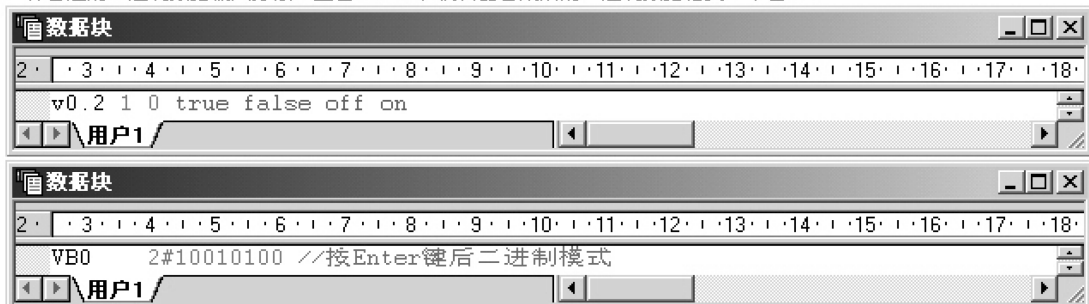 数据块
2 · · 3 · ı · 4 · ı · 5 · ı · 6 · ı · 7 · ı · 8 · ı · 9 · ı · 10 · ı · 11 · ı · 12 · ı · 13 · ı · 14 · ı · 15 · ı · 16 · ı · 17 · ı · 18 ·
v0.2 1 0 true false off on
用户1
数据块
2 · · 3 · ı · 4 · ı · 5 · ı · 6 · ı · 7 · ı · 8 · ı · 9 · ı · 10 · ı · 11 · ı · 12 · ı · 13 · ı · 14 · ı · 15 · ı · 16 · ı · 17 · ı · 18 ·
VB0 2#10010100 //按Enter键后二进制模式
用户1